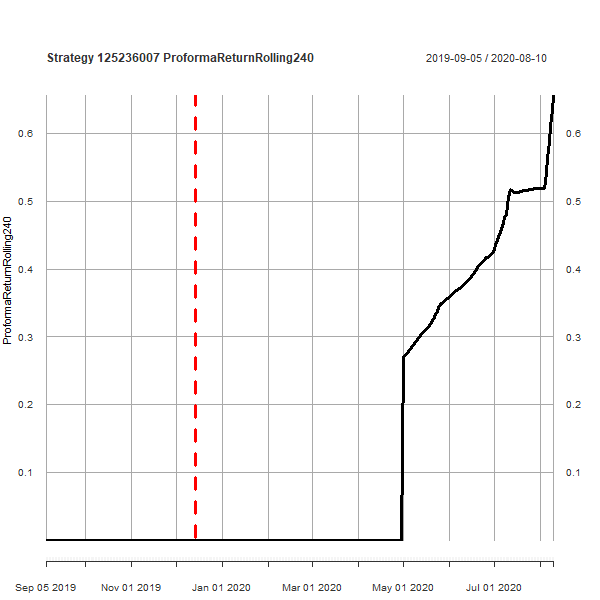 Strategy 125236007 ProformaReturnRolling240
2019-09-05 / 2020-08-10
0.6 0.6
0.5 0.5
0.4 0.4
0.3 0.3
0.2 0.2
0.1 0.1
ProformaReturnRolling240
Sep 05 2019 Nov 01 2019 Jan 01 2020 Mar 01 2020 May 01 2020 Jul 01 2020